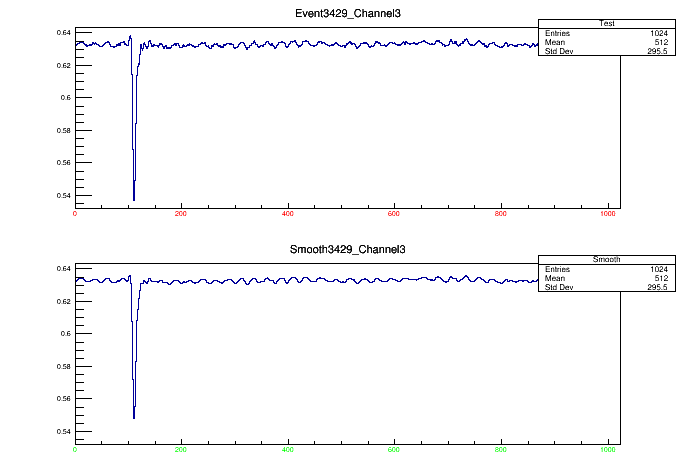 Event3429_Channel3
Test
Entries 1024
Mean 512
Std Dev 295.5
0.64
0.62
0.6
0.58
0.56
0.54
0 200 400 600 800 1000
Smooth3429_Channel3
Smooth
Entries 1024
Mean 512
Std Dev 295.5
0.64
0.62
0.6
0.58
0.56
0.54
0 200 400 600 800 1000